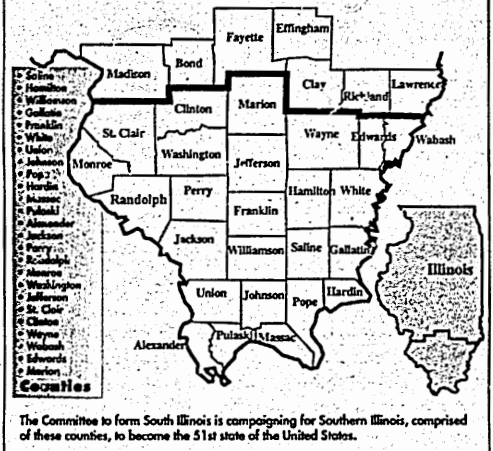 Effingham
Fayette
Bond
Madison
Clay
Richland
Lawrence
Saline
Hamilton
Williamson
Gallatin
Franklin
White
Union
Johnson
Pope
Hardin
Massac
Pulaski
Alexander
Jackson
Perry
Randolph
Monroe
Washington
Jefferson
St. Clair
Clinton
Wayne
Wabash
Edwards
Marion
Counties
Clinton
Marion
St. Clair
Wayne
Edwards
Wabash
Washington
Jefferson
Monroe
Randolph
Perry
Hamilton
White
Franklin
Jackson
Williamson
Saline
Gallatin
Illinois
Union
Johnson
Pope
Hardin
Alexander
Pulaski
Massac
The Committee to form South Illinois is campaigning for Southern Illinois, comprised
of these counties, to become the 51st state of the United States.